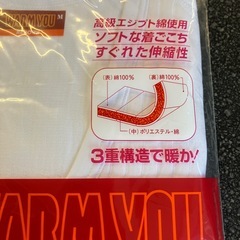 WARM YOU M
高級エジプト綿使用
ソフトな着ごこち
すぐれた伸縮性
(表)綿100%
(裏)綿100%
(中)ポリエステル・綿
3重構造で暖か!
WARM YOU